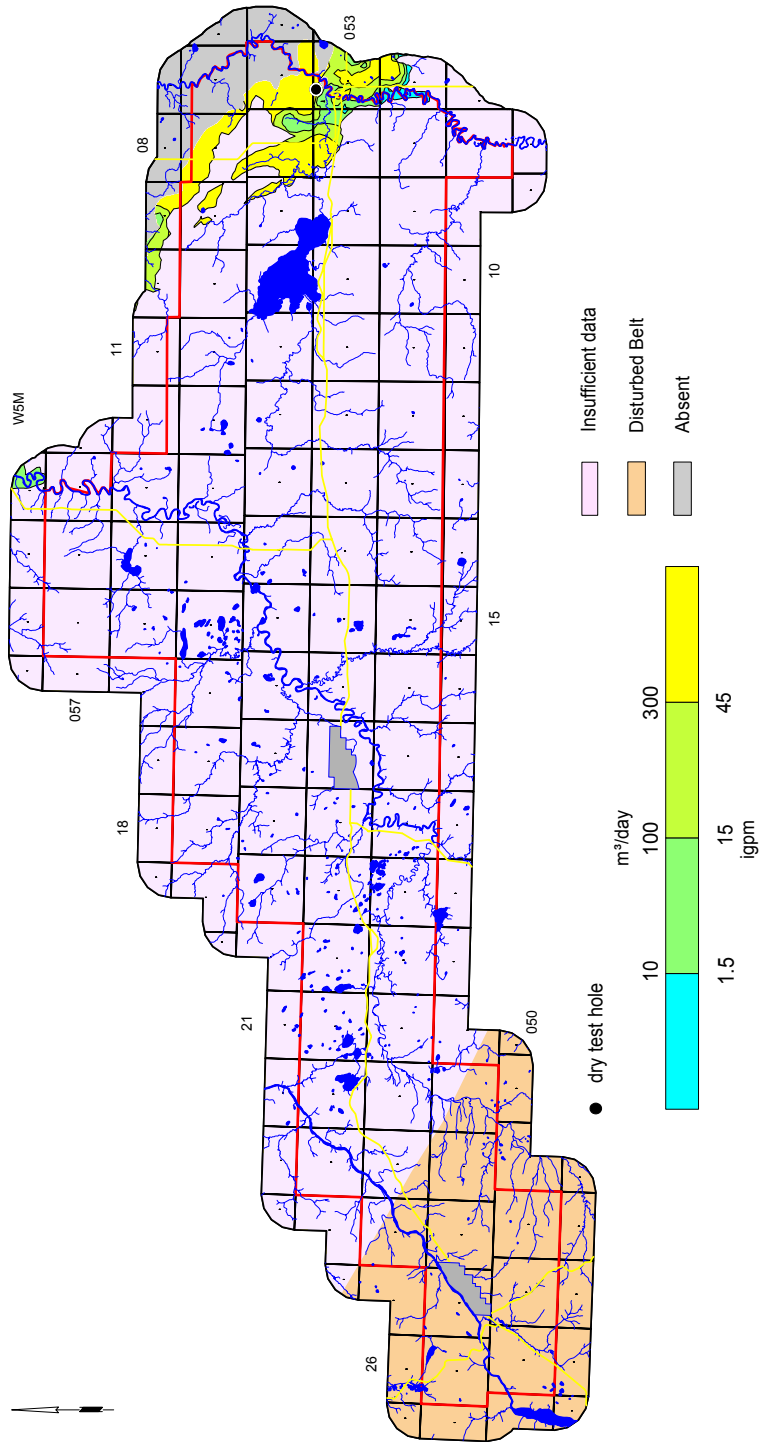 W5M
053
08
11
10
057
18
15
21
050
26
dry test hole
m³/day
10 100 300
1.5 15 45
igpm
Insufficient data
Disturbed Belt
Absent